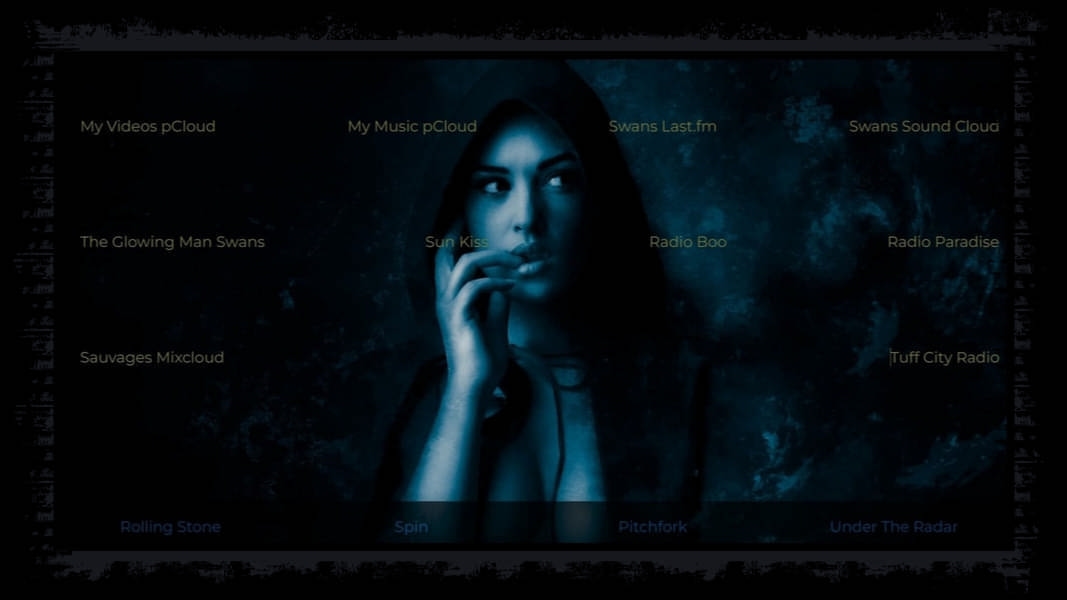 My Videos pCloud My Music pCloud Swans Last.fm Swans Sound Cloud
The Glowing Man Swans Sun Kiss Radio Boo Radio Paradise
Sauvages Mixcloud Tuff City Radio
Rolling Stone Spin Pitchfork Under The Radar